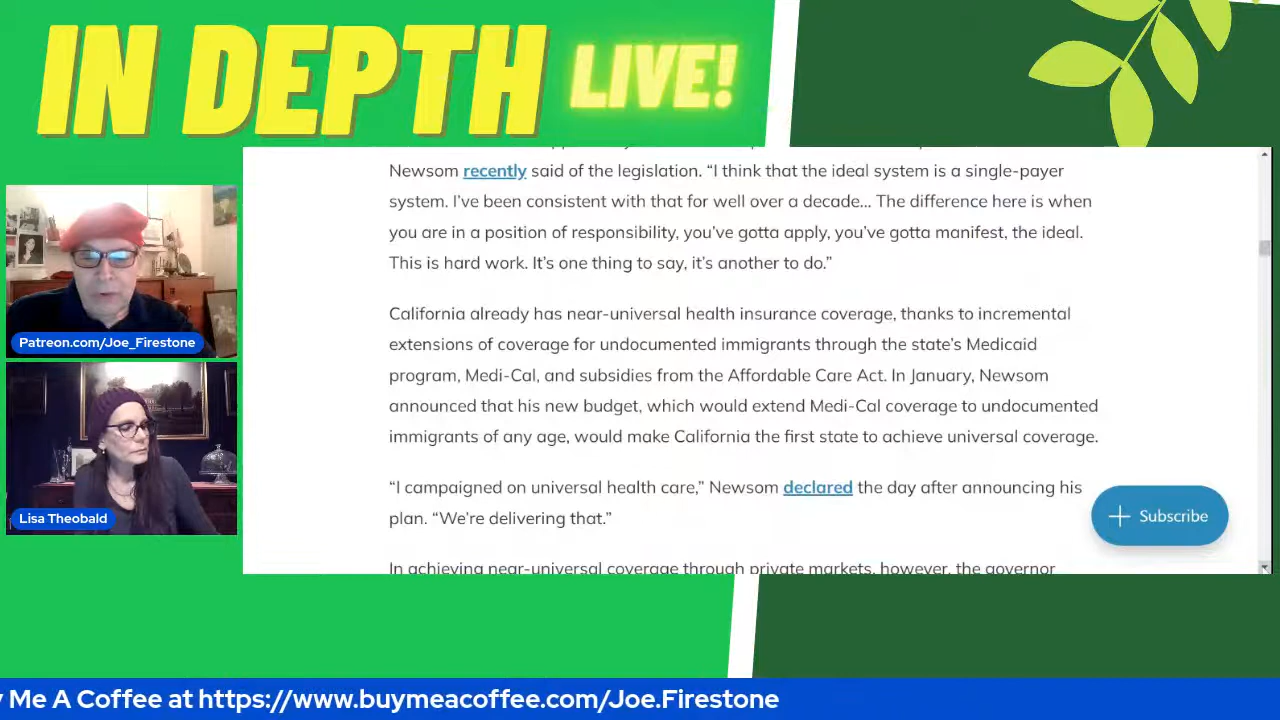 IN DEPTH LIVE!
Newsom recently said of the legislation. “I think that the ideal system is a single-payer
system. I’ve been consistent with that for well over a decade... The difference here is when
you are in a position of responsibility, you’ve gotta apply, you’ve gotta manifest, the ideal.
This is hard work. It’s one thing to say, it’s another to do.”
California already has near-universal health insurance coverage, thanks to incremental
extensions of coverage for undocumented immigrants through the state’s Medicaid
program, Medi-Cal, and subsidies from the Affordable Care Act. In January, Newsom
announced that his new budget, which would extend Medi-Cal coverage to undocumented
immigrants of any age, would make California the first state to achieve universal coverage.
“I campaigned on universal health care,” Newsom declared the day after announcing his
plan. “We’re delivering that.”
In achieving near-universal coverage through private markets, however, the governor
Subscribe
Patreon.com/Joe_Firestone
Lisa Theobald
Me A Coffee at https://www.buymeacoffee.com/Joe.Firestone